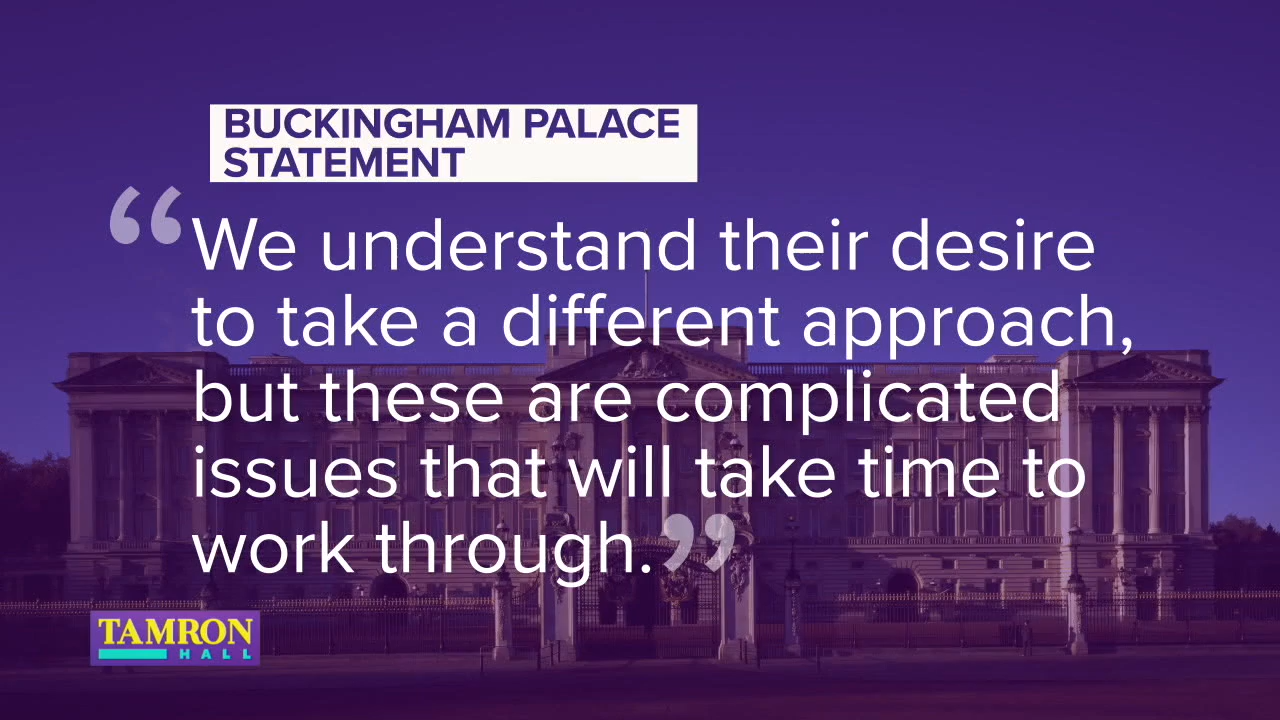 BUCKINGHAM PALACE
STATEMENT
“We understand their desire
to take a different approach,
but these are complicated
issues that will take time to
work through.”
TAMRON
HALL